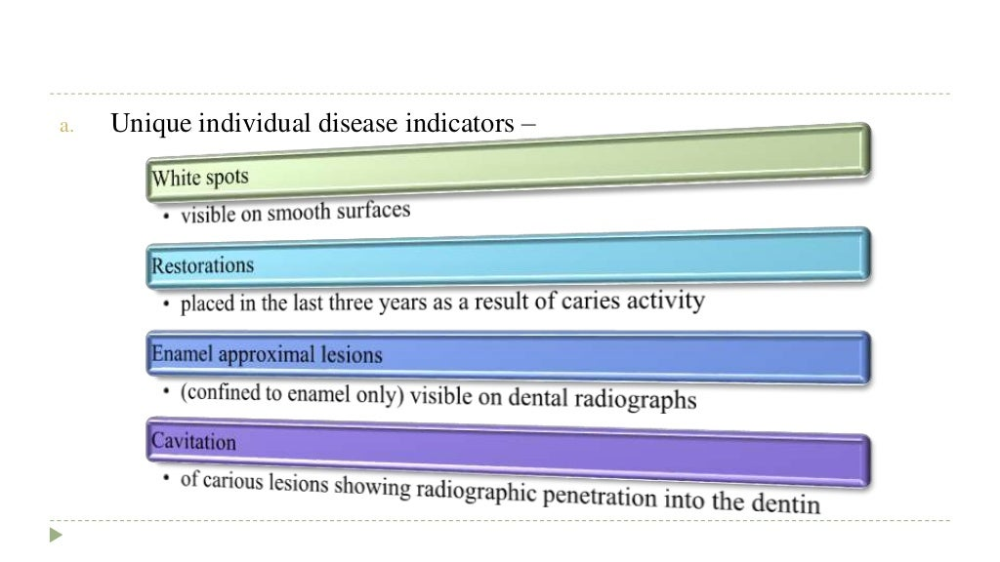 a. Unique individual disease indicators –
White spots
• visible on smooth surfaces
Restorations
• placed in the last three years as a result of caries activity
Enamel approximal lesions
• (confined to enamel only) visible on dental radiographs
Cavitation
• of carious lesions showing radiographic penetration into the dentin